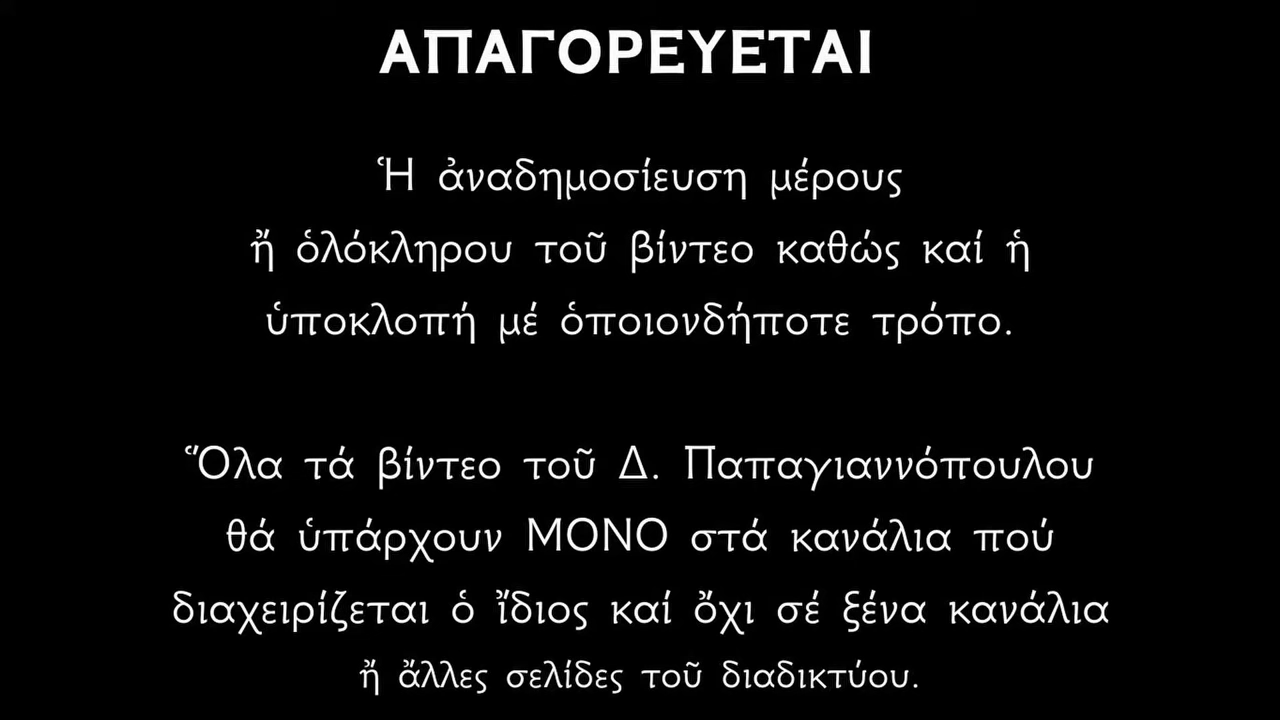 ΑΠΑΓΟΡΕΥΕΤΑΙ
Ἡ ἀναδημοσίευση μέρους
ἤ ὁλόκληρου τοῦ βίντεο καθώς καί ἡ
ὑποκλοπή μέ ὁποιονδήποτε τρόπο.
Ὅλα τά βίντεο τοῦ Δ. Παπαγιαννόπουλου
θά ὑπάρχουν ΜΟΝΟ στά κανάλια πού
διαχειρίζεται ὁ ἴδιος καί ὄχι σέ ξένα κανάλια
ἤ ἄλλες σελίδες τοῦ διαδικτύου.